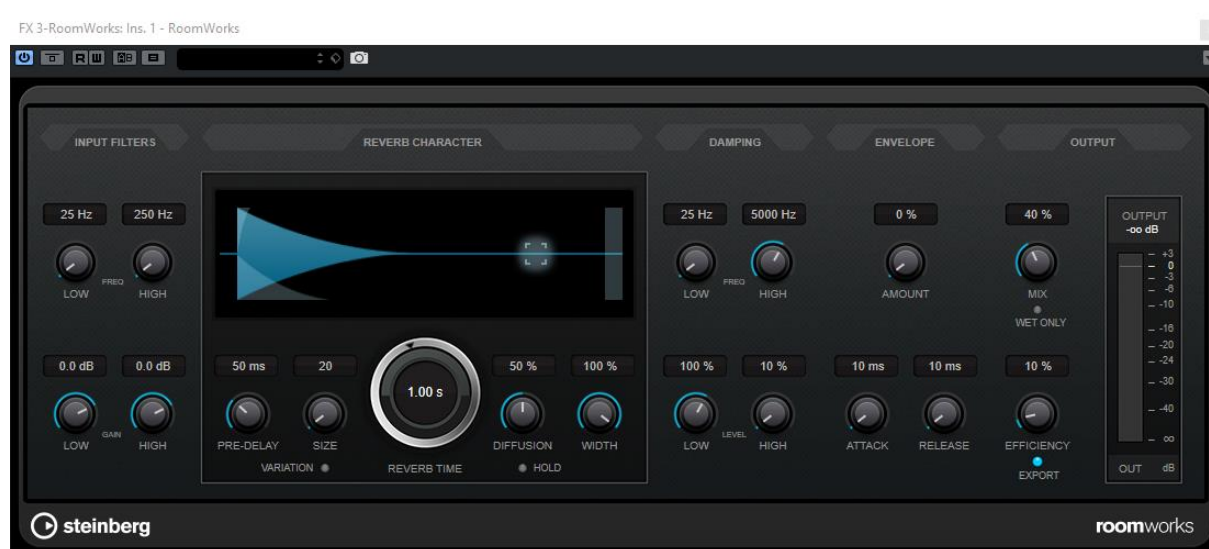 FX 3-RoomWorks: Ins. 1 - RoomWorks
R W AB
INPUT FILTERS REVERB CHARACTER DAMPING ENVELOPE OUTPUT
25 Hz 250 Hz 25 Hz 5000 Hz 0 % 40 % OUTPUT
-oo dB
LOW FREQ HIGH LOW FREQ HIGH AMOUNT MIX
WET ONLY
+3
0
-3
-6
-10
-16
-20
-24
-30
-40
oo
0.0 dB 0.0 dB 50 ms 20 1.00 s 50 % 100 % 100 % 10 % 10 ms 10 ms 10 %
LOW GAIN HIGH PRE-DELAY SIZE DIFFUSION WIDTH LOW LEVEL HIGH ATTACK RELEASE EFFICIENCY
VARIATION REVERB TIME HOLD EXPORT OUT dB
steinberg roomworks